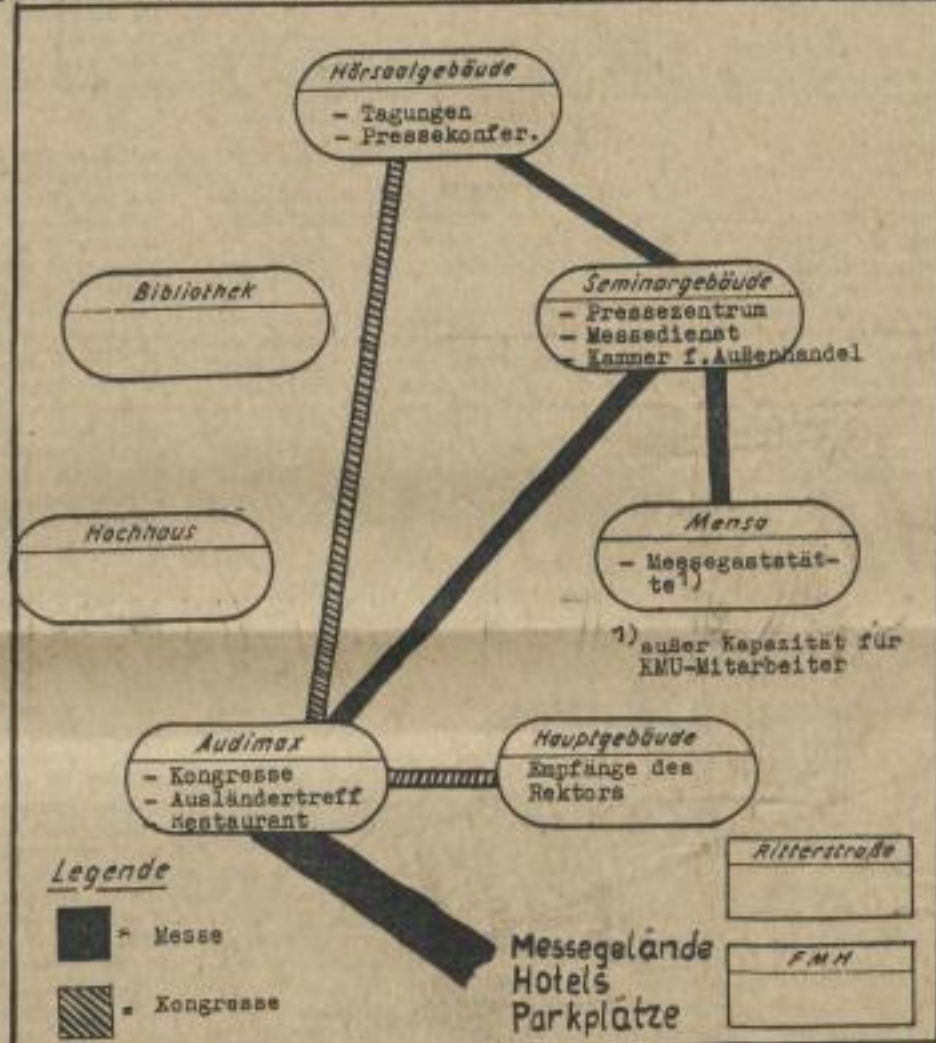 Hörsaalgebäude
- Tagungen
- Pressekonfer.
Bibliothek
Seminargebäude
- Pressezentrum
- Messedienst
- Kammer f. Außenhandel
Hochhaus
Mensa
- Messegaststät-
te 1)
1) außer Kapazität für
KMU-Mitarbeiter
Audimax
- Kongresse
- Ausländertreff
- Restaurant
Hauptgebäude
Empfänge des
Rektors
Legende
= Messe
= Kongresse
Messegelände
Hotels
Parkplätze
Ritterstraße
FMH